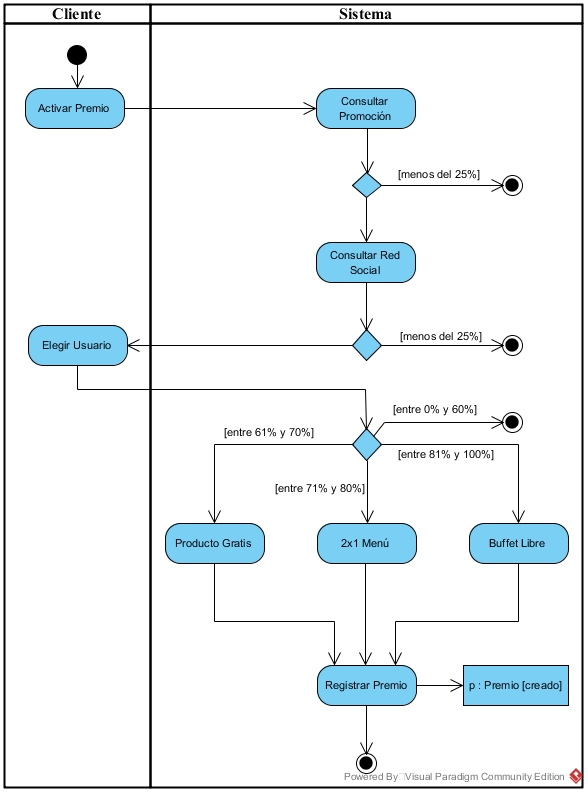 Cliente
Sistema
Activar Premio
Consultar
Promoción
[menos del 25%]
Consultar Red
Social
Elegir Usuario
[menos del 25%]
[entre 0% y 60%]
[entre 61% y 70%]
[entre 81% y 100%]
[entre 71% y 80%]
Producto Gratis
2x1 Menú
Buffet Libre
Registrar Premio
p : Premio [creado]
Powered By Visual Paradigm Community Edition